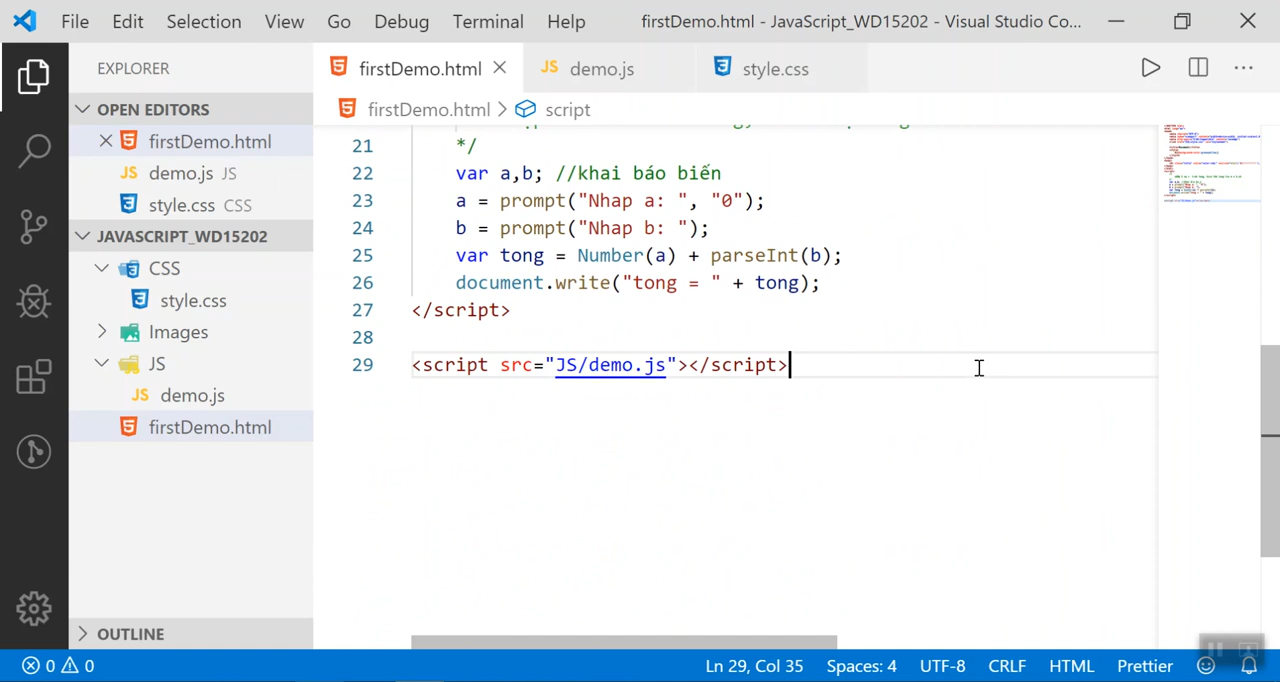 File Edit Selection View Go Debug Terminal Help firstDemo.html - JavaScript_WD15202 - Visual Studio Co...
EXPLORER
OPEN EDITORS
firstDemo.html
demo.js JS
style.css CSS
JAVASCRIPT_WD15202
CSS
style.css
Images
JS
demo.js
firstDemo.html
OUTLINE
firstDemo.html JS demo.js style.css
firstDemo.html > script
21 */
22 var a,b; //khai báo biến
23 a = prompt("Nhap a: ", "0");
24 b = prompt("Nhap b: ");
25 var tong = Number(a) + parseInt(b);
26 document.write("tong = " + tong);
27 </script>
28
29 <script src="JS/demo.js"></script>
0 0 Ln 29, Col 35 Spaces: 4 UTF-8 CRLF HTML Prettier